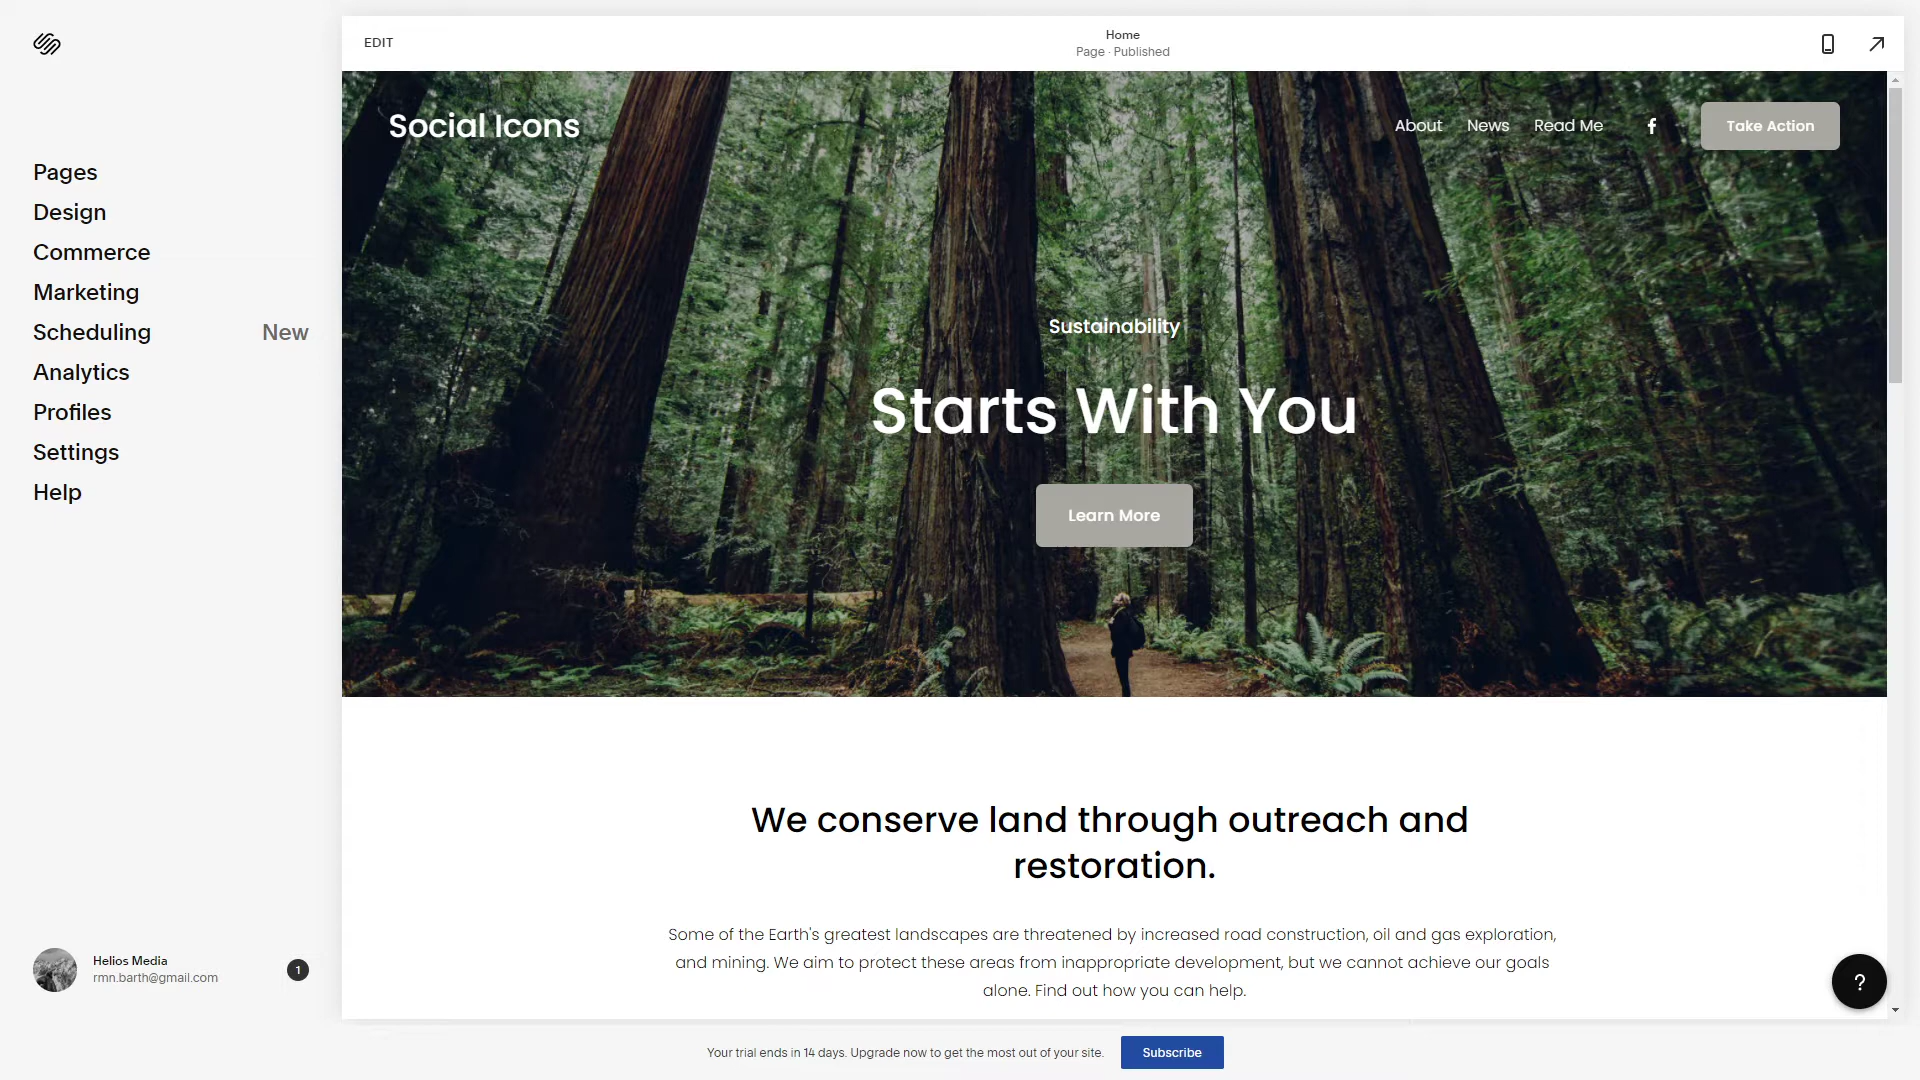 EDIT
Home
Page · Published
Social Icons
About
News
Read Me
Take Action
Pages
Design
Commerce
Marketing
Scheduling
New
Analytics
Profiles
Settings
Help
Sustainability
Starts With You
Learn More
We conserve land through outreach and
restoration.
Some of the Earth's greatest landscapes are threatened by increased road construction, oil and gas exploration,
and mining. We aim to protect these areas from inappropriate development, but we cannot achieve our goals
alone. Find out how you can help.
Helios Media
rmn.barth@gmail.com
1
?
Your trial ends in 14 days. Upgrade now to get the most out of your site.
Subscribe